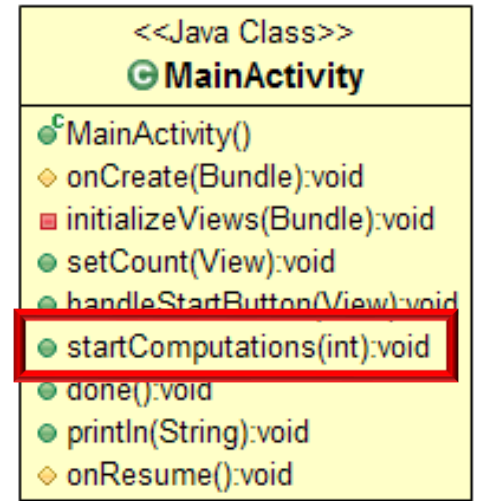 <<Java Class>>
C MainActivity
C MainActivity()
onCreate(Bundle):void
initializeViews(Bundle):void
setCount(View):void
handleStartButton(View):void
startComputations(int):void
done():void
println(String):void
onResume():void